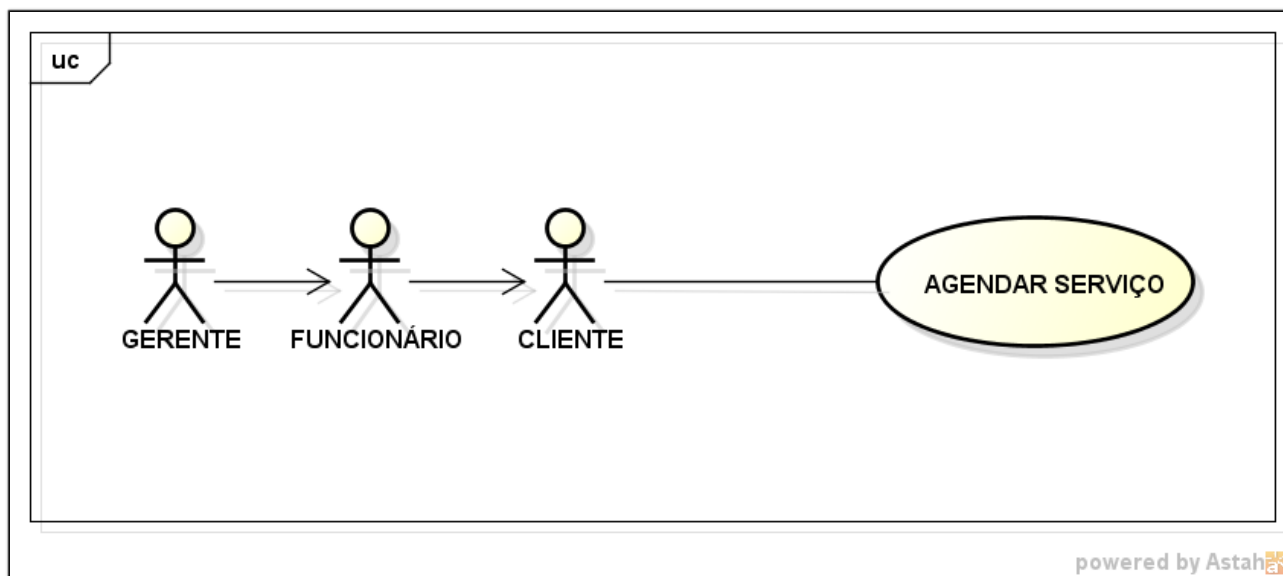 uc
GERENTE
FUNCIONÁRIO
CLIENTE
AGENDAR SERVIÇO
powered by Astah